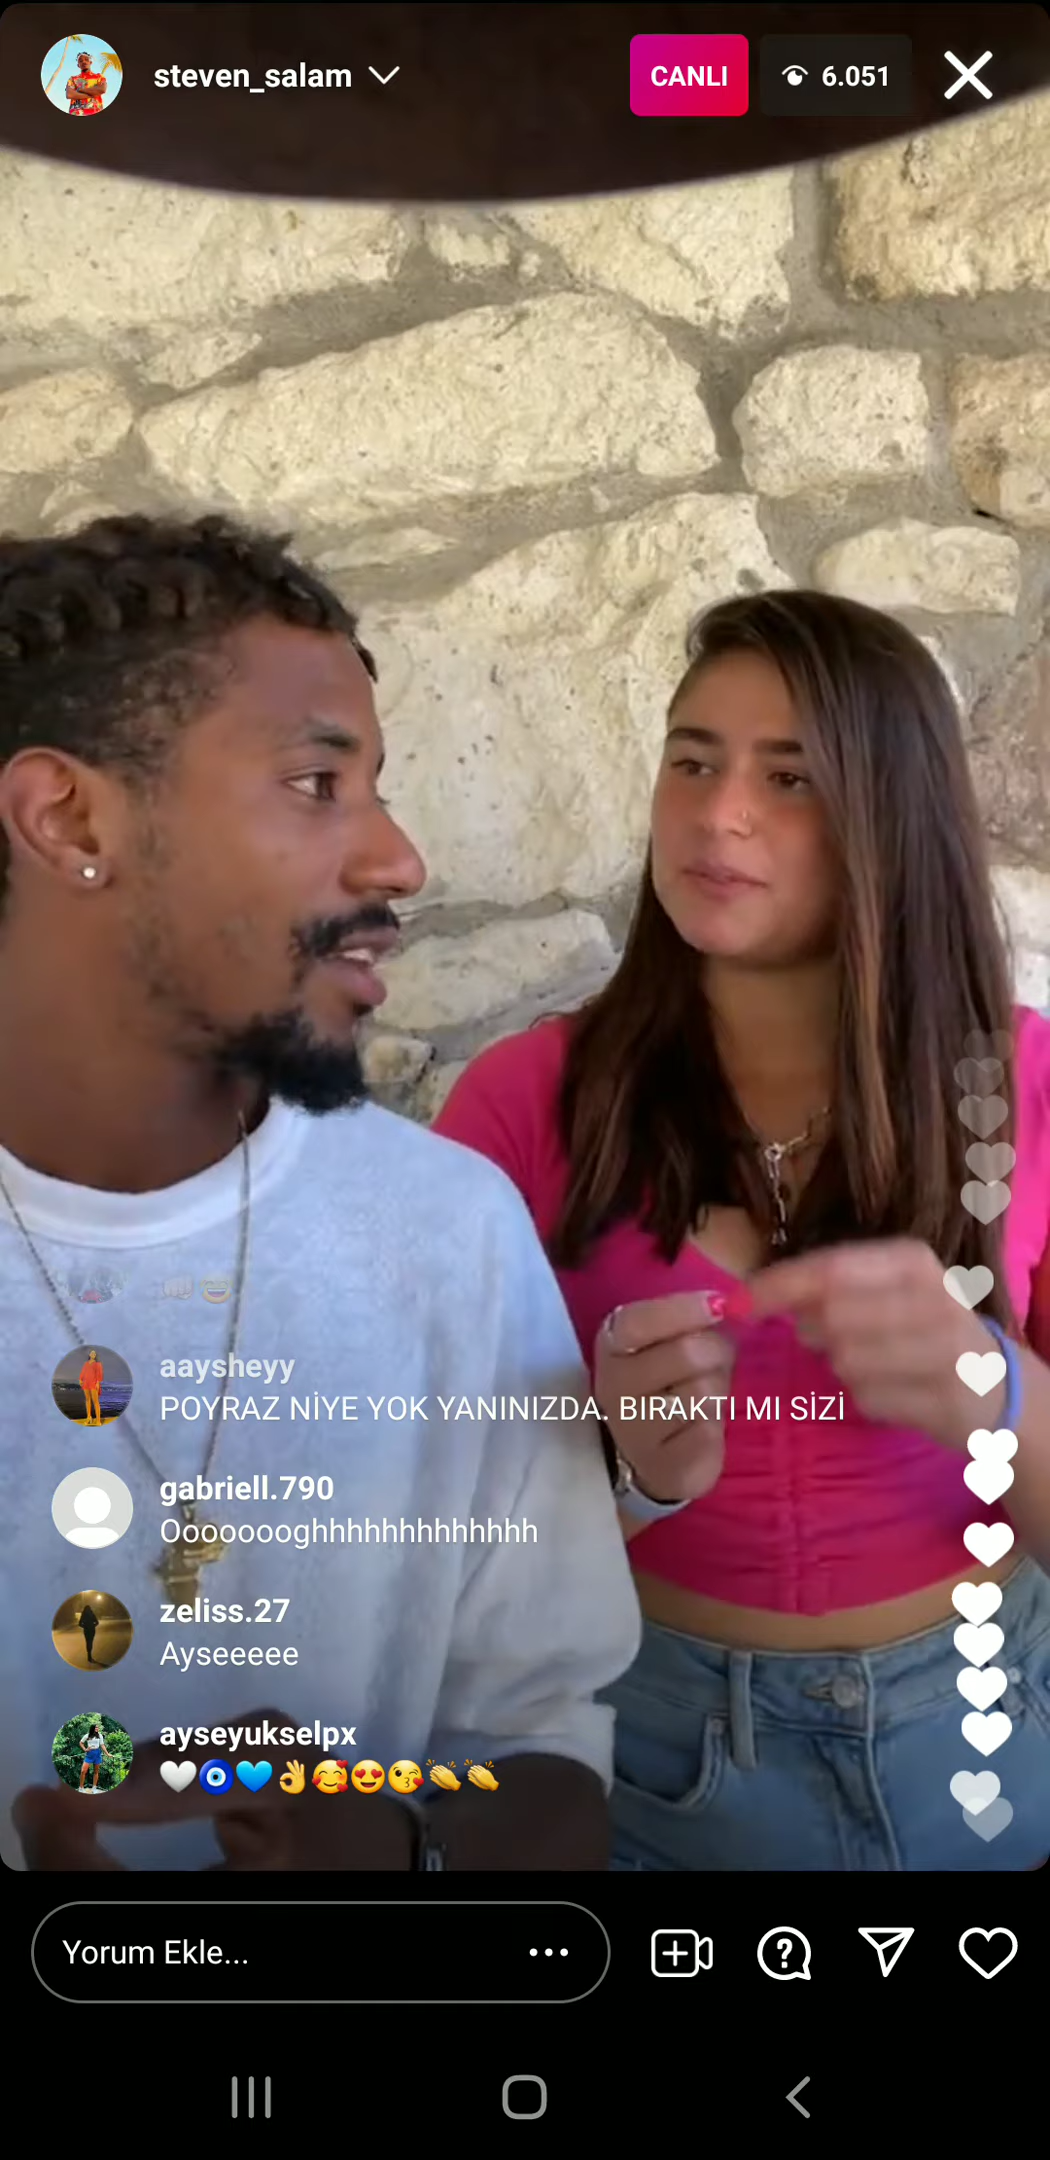 steven_salam
CANLI
6.051
aaysheyy
POYRAZ NİYE YOK YANINIZDA. BIRAKTI MI SİZİ
gabriell.790
Oooooooghhhhhhhhhhhhh
zeliss.27
Ayseeeee
ayseyukselpx
🤍🧿💙👌🥰😍😘👏👏
Yorum Ekle...